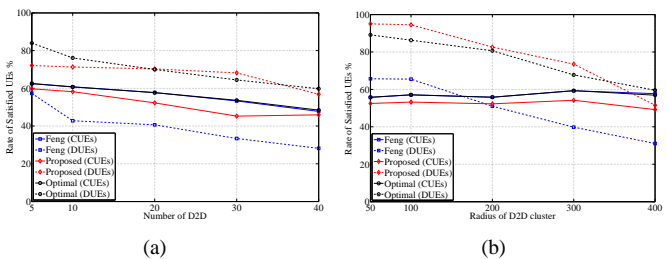 100
80
60
40
20
0
Rate of Satisfied UEs %
Feng (CUEs)
Feng (DUEs)
Proposed (CUEs)
Proposed (DUEs)
Optimal (CUEs)
Optimal (DUEs)
5 10 20 30 40
Number of D2D
(a)
100
80
60
40
20
0
Rate of Satisfied UEs %
Feng (CUEs)
Feng (DUEs)
Proposed (CUEs)
Proposed (DUEs)
Optimal (CUEs)
Optimal (DUEs)
50 100 200 300 400
Radius of D2D cluster
(b)